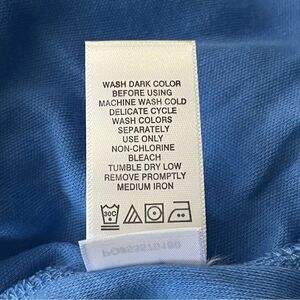 WASH DARK COLOR
BEFORE USING
MACHINE WASH COLD
DELICATE CYCLE
WASH COLORS
SEPARATELY
USE ONLY
NON-CHLORINE
BLEACH
TUMBLE DRY LOW
REMOVE PROMPTLY
MEDIUM IRON
30C